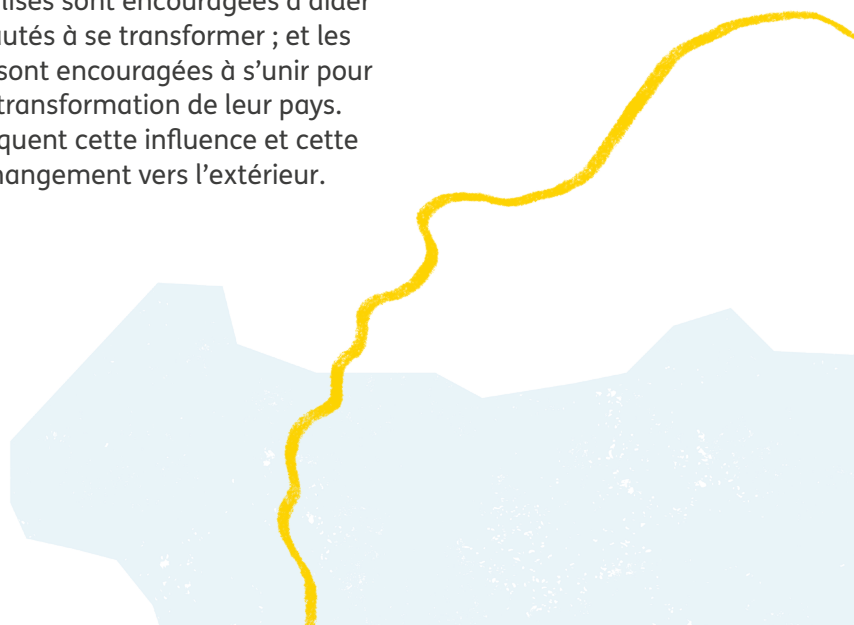 lises sont encouragées à aider
utés à se transformer ; et les
sont encouragées à s’unir pour
transformation de leur pays.
quent cette influence et cette
hangement vers l’extérieur.